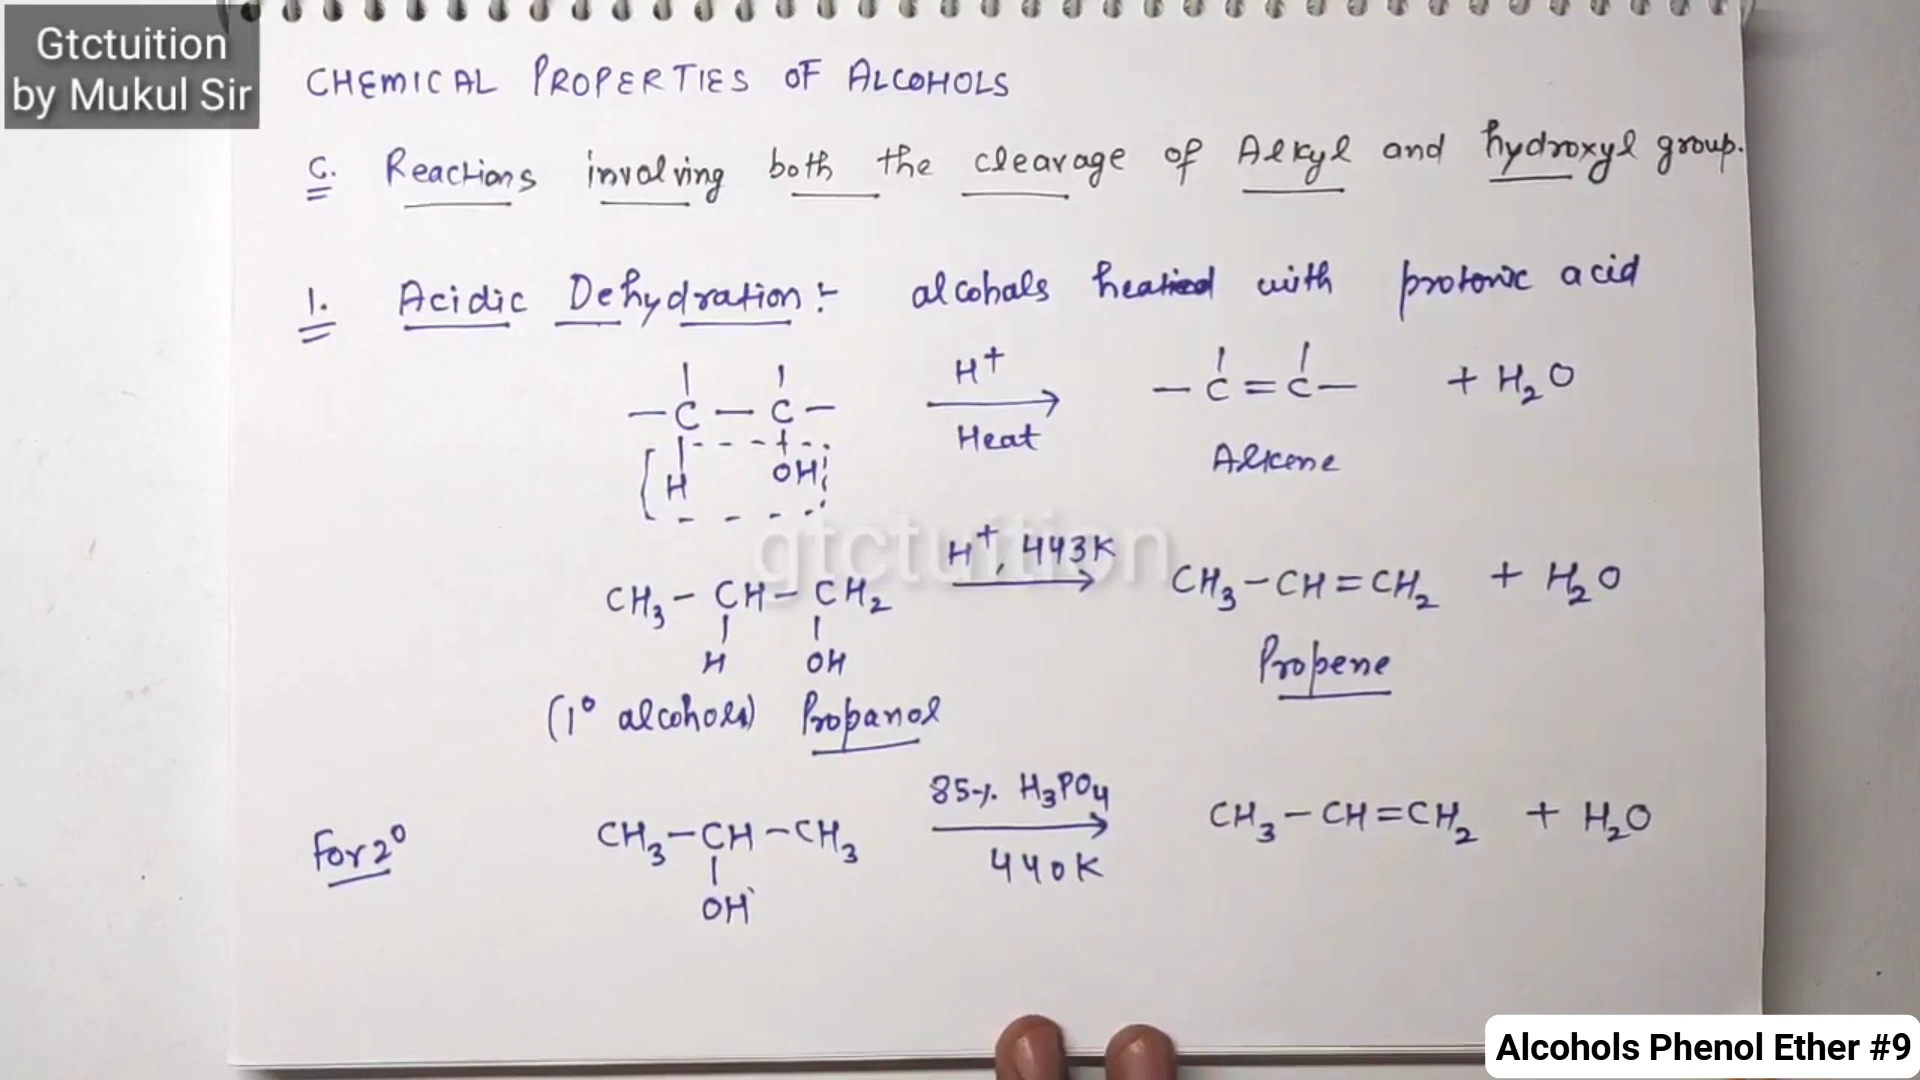 Gtctuition
by Mukul Sir
CHEMICAL PROPERTIES OF ALCOHOLS
C. Reactions involving both the cleavage of Alkyl and hydroxyl group.
1. Acidic Dehydration :- alcohols heated with protonic acid
H+
— C — C — → — C = C — + H2O
Heat
H OH
Alkene
gtctuition
H+, 443K
CH3 – CH – CH2 → CH3 – CH = CH2 + H2O
H OH
Propene
(1° alcohols) Propanol
85% H3PO4
For 2° CH3 – CH – CH3 → CH3 – CH = CH2 + H2O
440K
OH
Alcohols Phenol Ether #9